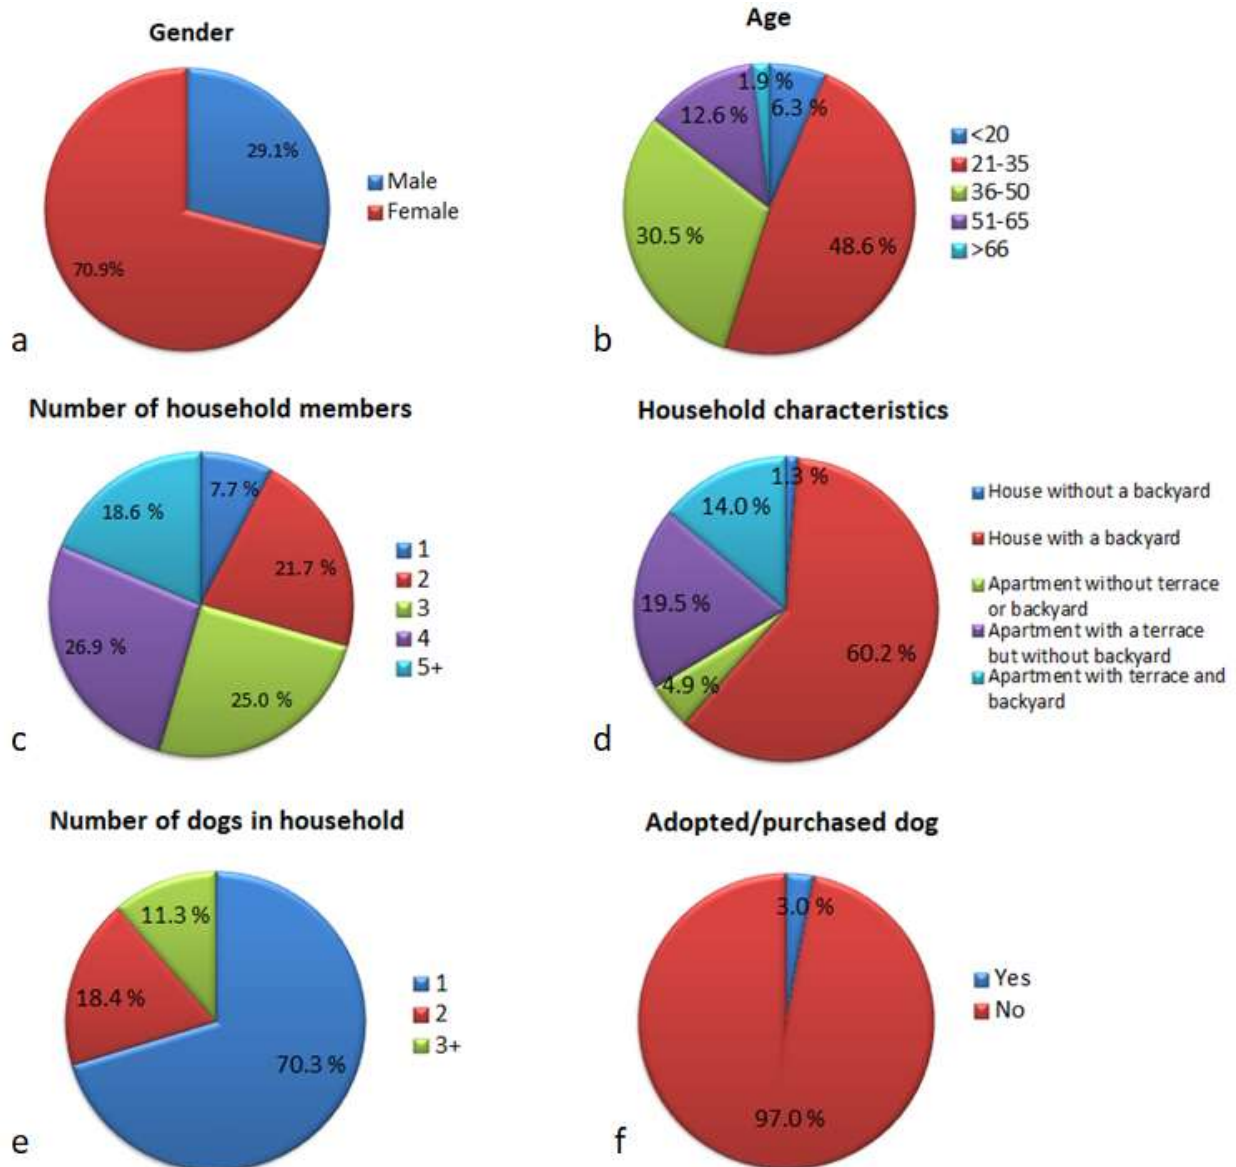 Gender
29.1%
70.9%
Male
Female
a
Age
1.9 %
6.3 %
12.6 %
30.5 %
48.6 %
<20
21-35
36-50
51-65
>66
b
Number of household members
7.7 %
18.6 %
21.7 %
26.9 %
25.0 %
1
2
3
4
5+
c
Household characteristics
1.3 %
14.0 %
19.5 %
60.2 %
4.9 %
House without a backyard
House with a backyard
Apartment without terrace
or backyard
Apartment with a terrace
but without backyard
Apartment with terrace and
backyard
d
Number of dogs in household
11.3 %
18.4 %
70.3 %
1
2
3+
e
Adopted/purchased dog
3.0 %
97.0 %
Yes
No
f